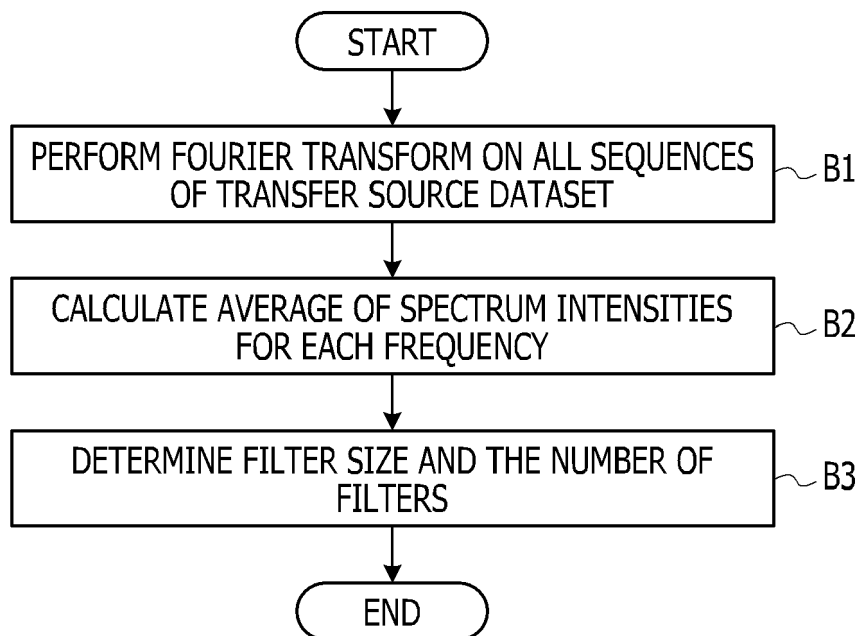 START
PERFORM FOURIER TRANSFORM ON ALL SEQUENCES
OF TRANSFER SOURCE DATASET
B1
CALCULATE AVERAGE OF SPECTRUM INTENSITIES
FOR EACH FREQUENCY
B2
DETERMINE FILTER SIZE AND THE NUMBER OF
FILTERS
B3
END